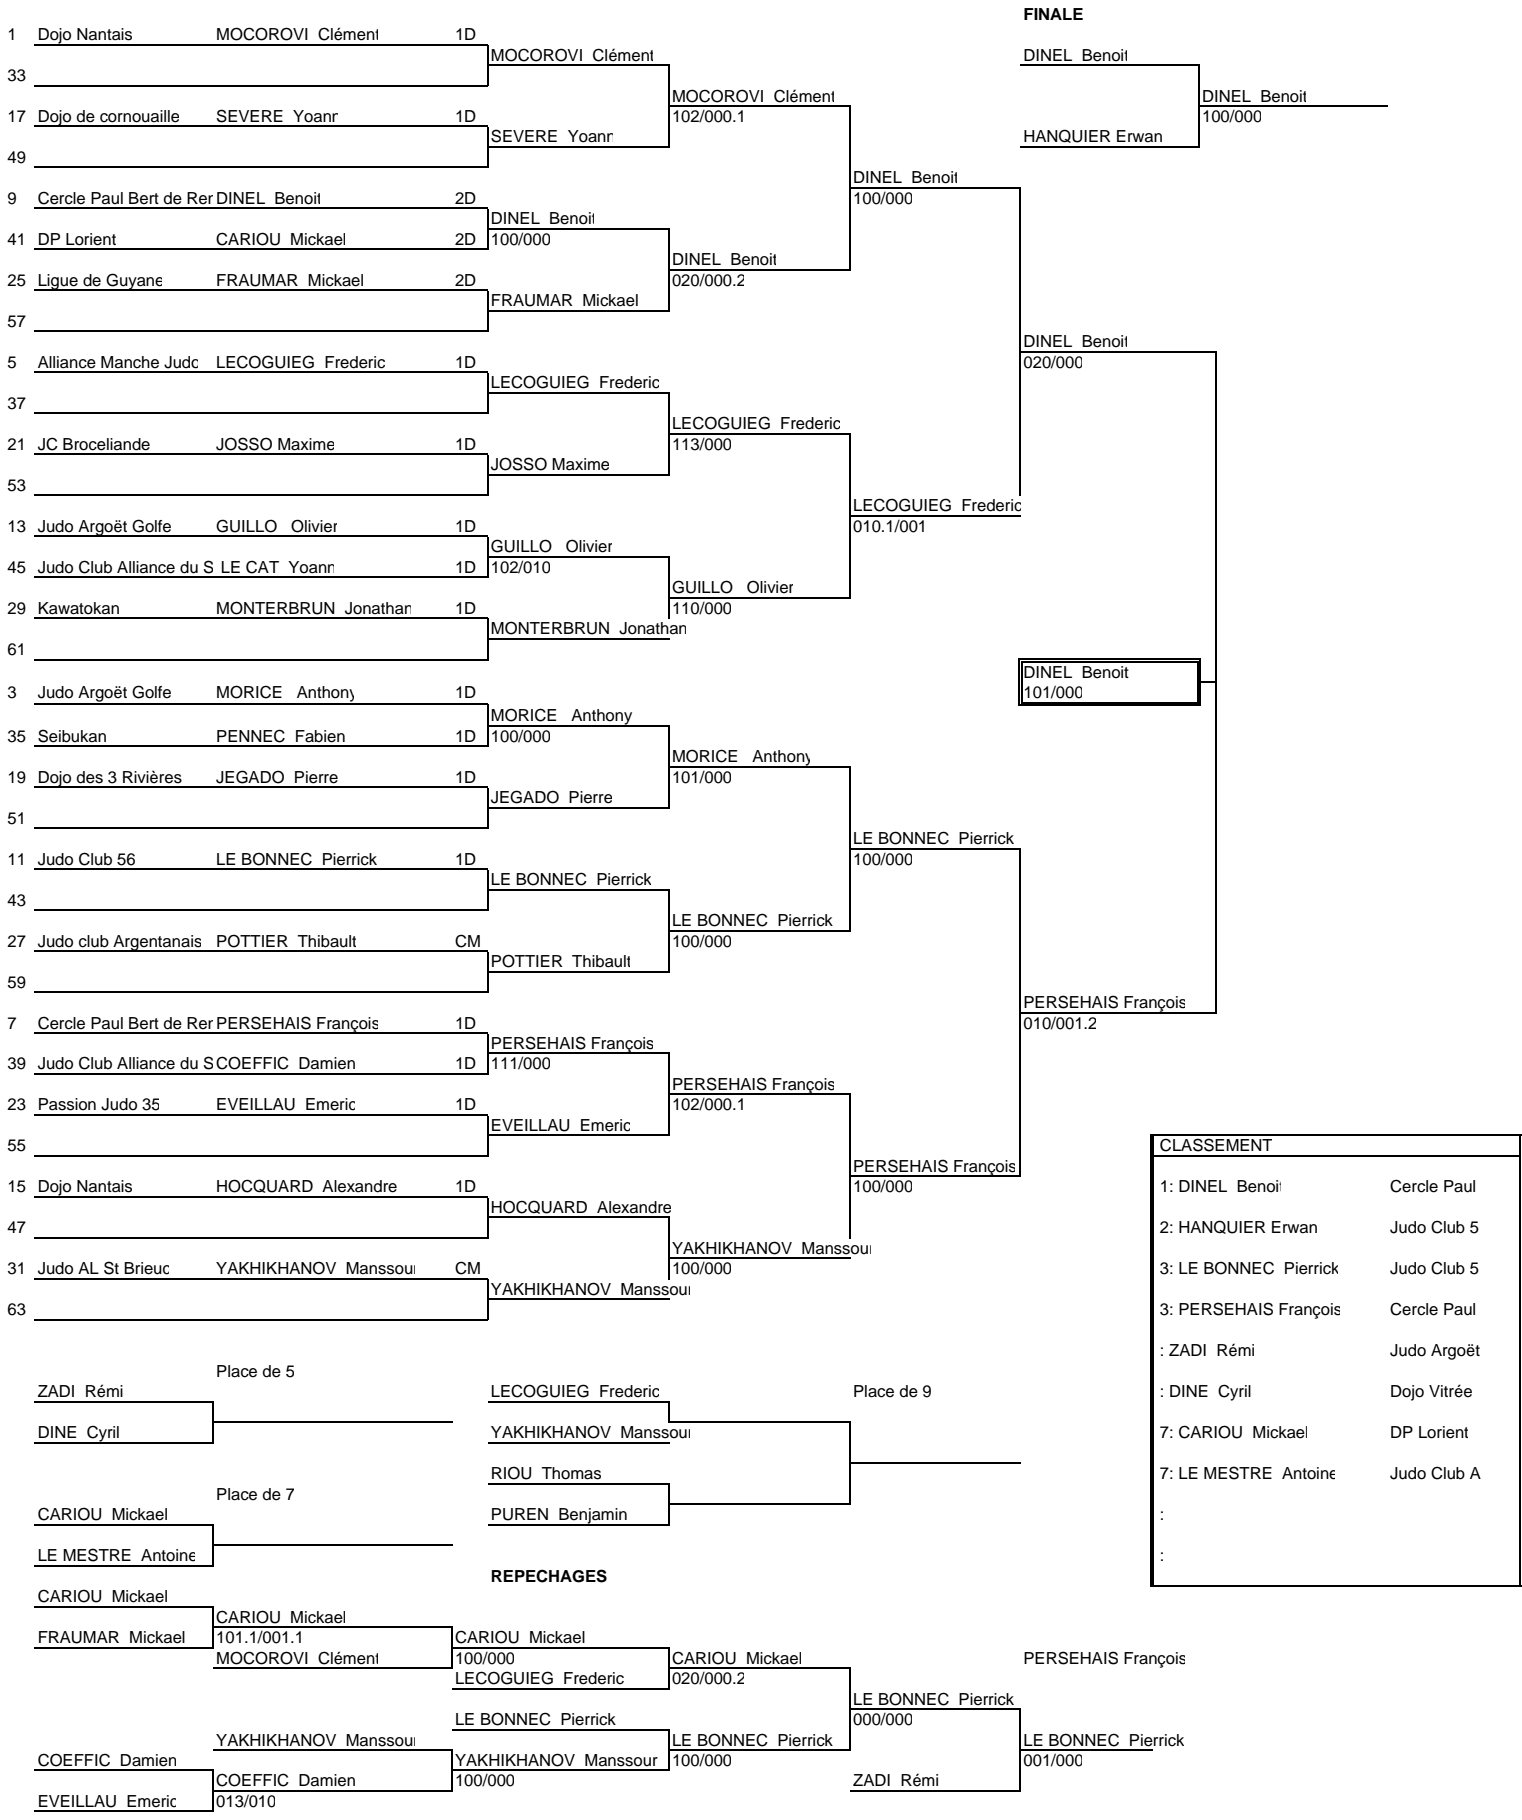 FINALE
1 Dojo Nantais MOCOROVI Clément 1D
MOCOROVI Clément DINEL Benoit
33
MOCOROVI Clément DINEL Benoit
17 Dojo de cornouaille SEVERE Yoann 1D 102/000.1 100/000
SEVERE Yoann HANQUIER Erwan
49
DINEL Benoit
9 Cercle Paul Bert de Rer DINEL Benoit 2D 100/000
DINEL Benoit
41 DP Lorient CARIOU Mickael 2D 100/000
DINEL Benoit
25 Ligue de Guyane FRAUMAR Mickael 2D 020/000.2
FRAUMAR Mickael
57
DINEL Benoit
5 Alliance Manche Judo LECOGUIEG Frederic 1D 020/000
LECOGUIEG Frederic
37
LECOGUIEG Frederic
21 JC Broceliande JOSSO Maxime 1D 113/000
JOSSO Maxime
53
LECOGUIEG Frederic
13 Judo Argoët Golfe GUILLO Olivier 1D 010.1/001
GUILLO Olivier
45 Judo Club Alliance du S LE CAT Yoann 1D 102/010
GUILLO Olivier
29 Kawatokan MONTERBRUN Jonathan 1D 110/000
MONTERBRUN Jonathan
61
DINEL Benoit
3 Judo Argoët Golfe MORICE Anthony 1D 101/000
MORICE Anthony
35 Seibukan PENNEC Fabien 1D 100/000
MORICE Anthony
19 Dojo des 3 Rivières JEGADO Pierre 1D 101/000
JEGADO Pierre
51
LE BONNEC Pierrick
11 Judo Club 56 LE BONNEC Pierrick 1D 100/000
LE BONNEC Pierrick
43
LE BONNEC Pierrick
27 Judo club Argentanais POTTIER Thibault CM 100/000
POTTIER Thibault
59
PERSEHAIS François
7 Cercle Paul Bert de Rer PERSEHAIS François 1D 010/001.2
PERSEHAIS François
39 Judo Club Alliance du S COEFFIC Damien 1D 111/000
PERSEHAIS François
23 Passion Judo 35 EVEILLAU Emeric 1D 102/000.1
EVEILLAU Emeric
55 CLASSEMENT
PERSEHAIS François
15 Dojo Nantais HOCQUARD Alexandre 1D 100/000 1: DINEL Benoit Cercle Paul
HOCQUARD Alexandre
47 2: HANQUIER Erwan Judo Club 5
YAKHIKHANOV Manssour
31 Judo AL St Brieuc YAKHIKHANOV Manssour CM 100/000 3: LE BONNEC Pierrick Judo Club 5
YAKHIKHANOV Manssour
63 3: PERSEHAIS François Cercle Paul
: ZADI Rémi Judo Argoët
Place de 5
ZADI Rémi LECOGUIEG Frederic Place de 9 : DINE Cyril Dojo Vitrée
DINE Cyril YAKHIKHANOV Manssour 7: CARIOU Mickael DP Lorient
RIOU Thomas 7: LE MESTRE Antoine Judo Club A
Place de 7
CARIOU Mickael PUREN Benjamin :
LE MESTRE Antoine :
REPECHAGES
CARIOU Mickael
CARIOU Mickael
FRAUMAR Mickael 101.1/001.1 CARIOU Mickael
MOCOROVI Clément 100/000 CARIOU Mickael PERSEHAIS François
LECOGUIEG Frederic 020/000.2
LE BONNEC Pierrick
LE BONNEC Pierrick 000/000
YAKHIKHANOV Manssour LE BONNEC Pierrick LE BONNEC Pierrick
COEFFIC Damien YAKHIKHANOV Manssour 100/000 001/000
COEFFIC Damien 100/000 ZADI Rémi
EVEILLAU Emeric 013/010